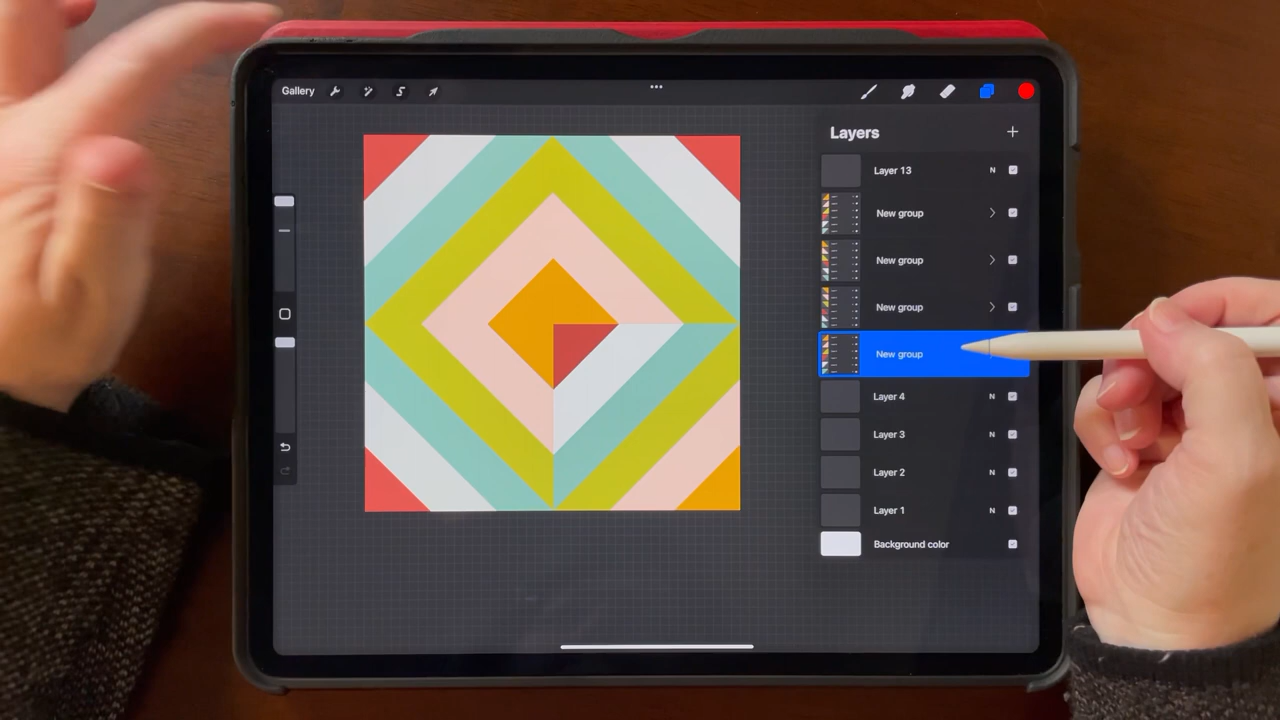 Gallery
Layers
Layer 13 N
New group
New group
New group
New group
Layer 4 N
Layer 3 N
Layer 2 N
Layer 1 N
Background color